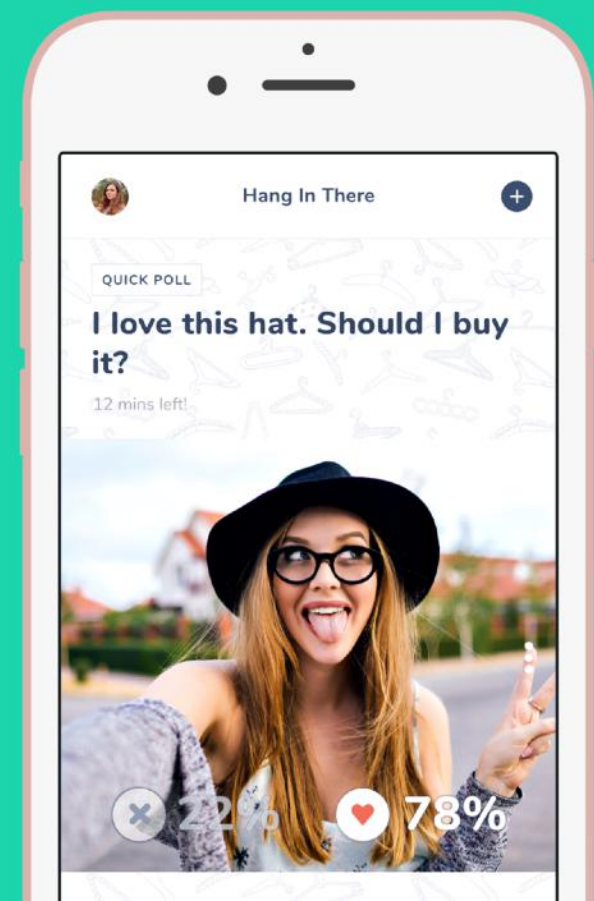 Hang In There
QUICK POLL
I love this hat. Should I buy
it?
12 mins left!
22%
78%